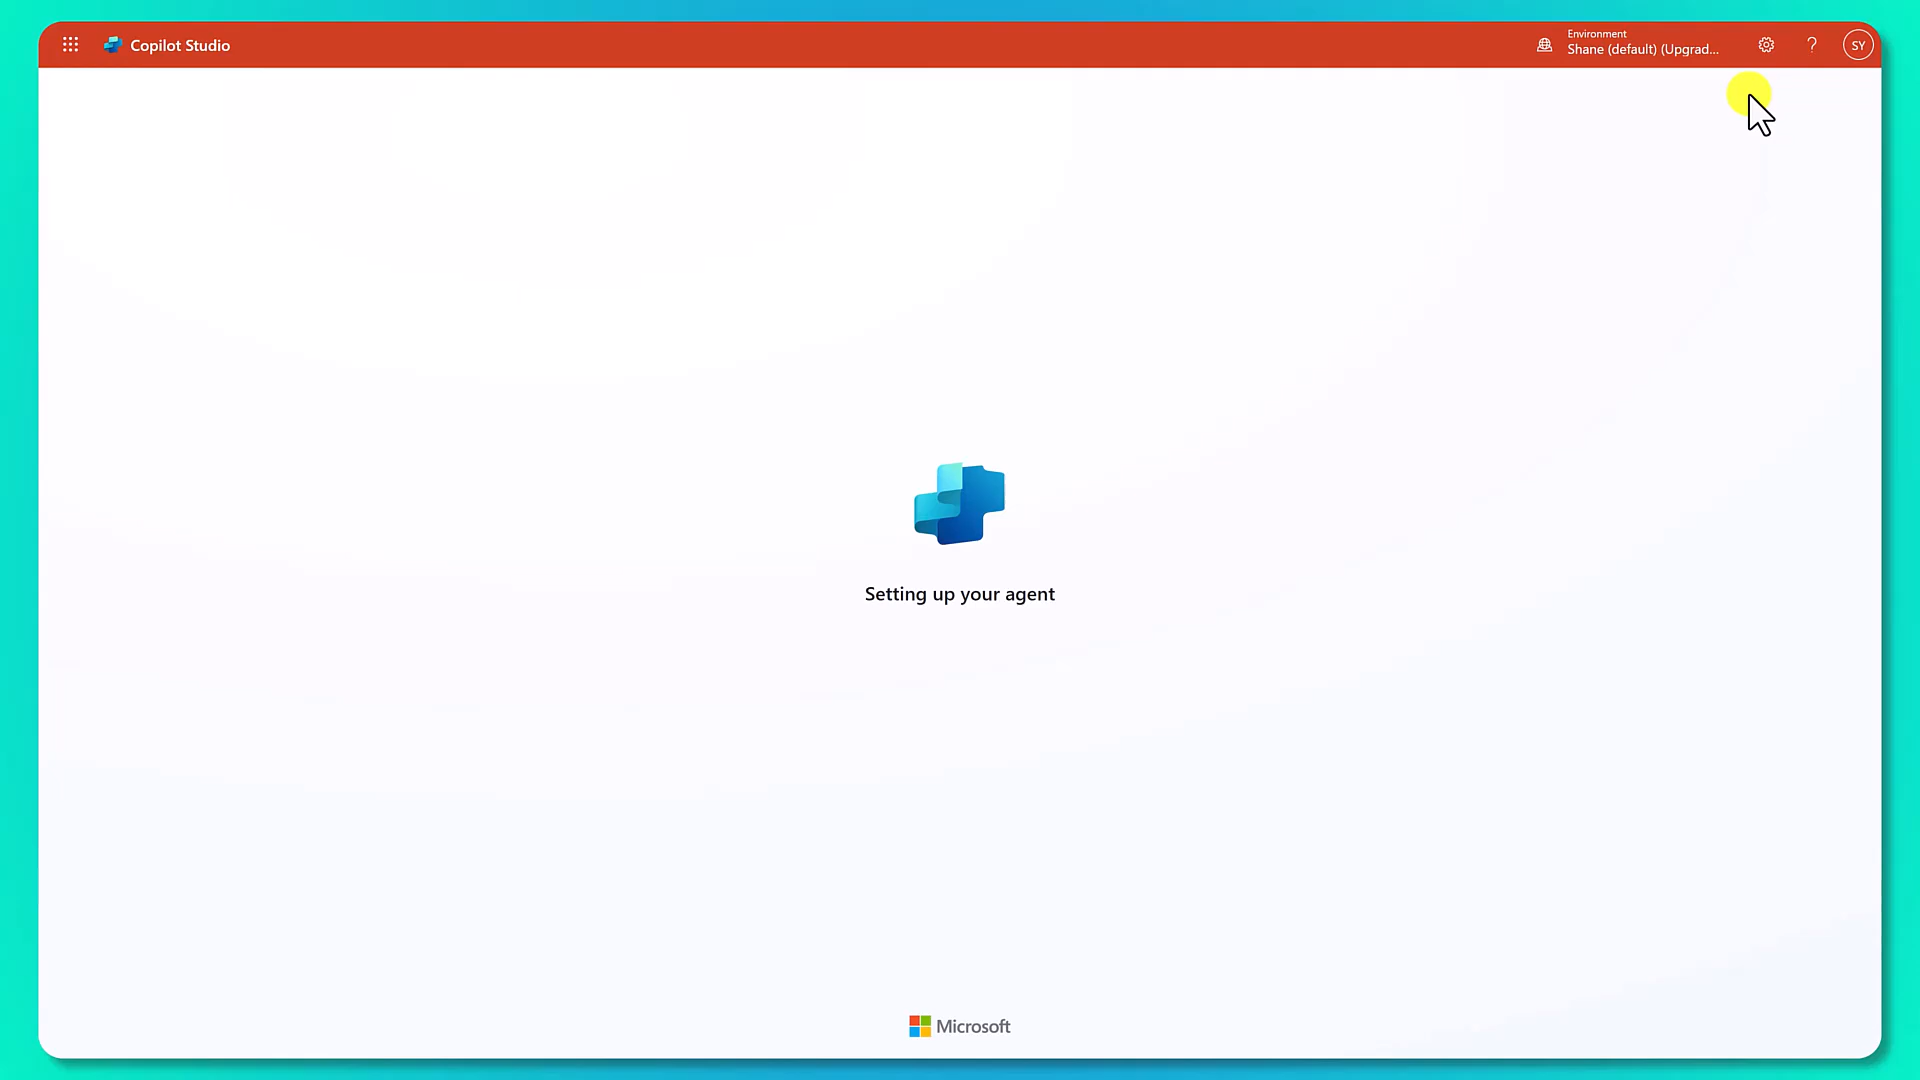 Copilot Studio
Environment
Shane (default) (Upgrad...
?
SY
Setting up your agent
Microsoft